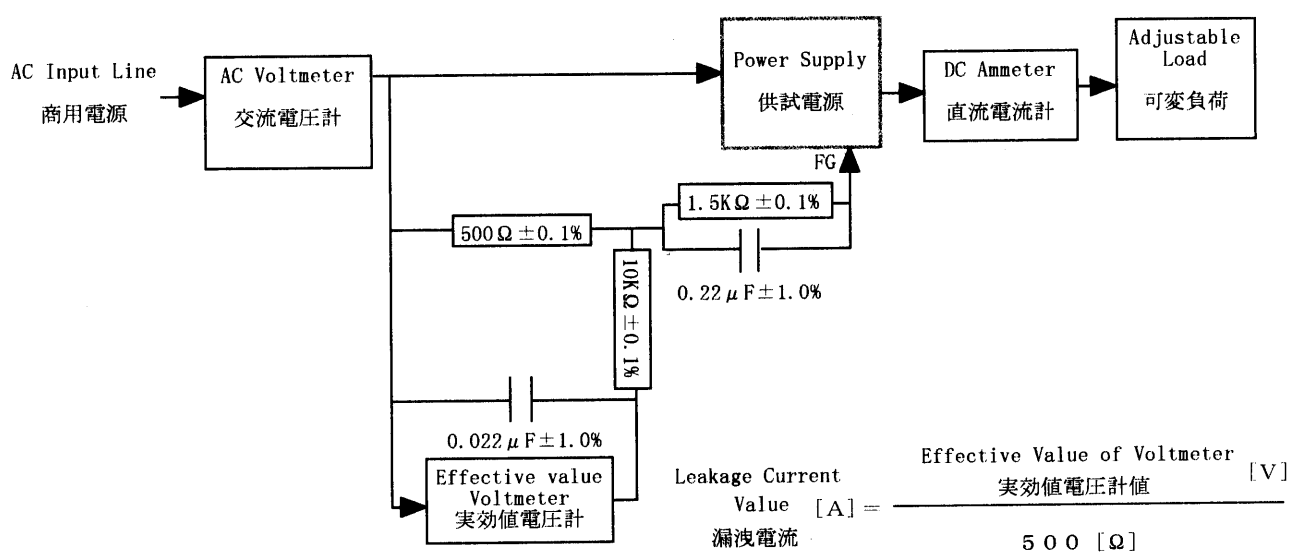 AC Input Line
商用電源
AC Voltmeter
交流電圧計
Power Supply
供試電源
FG
DC Ammeter
直流電流計
Adjustable
Load
可変負荷
500Ω±0.1%
1.5KΩ±0.1%
0.22μF±1.0%
10KΩ±0.1%
0.022μF±1.0%
Effective value
Voltmeter
実効値電圧計
Leakage Current
Value [A] =
漏洩電流
Effective Value of Voltmeter [V]
実効値電圧計値
500 [Ω]